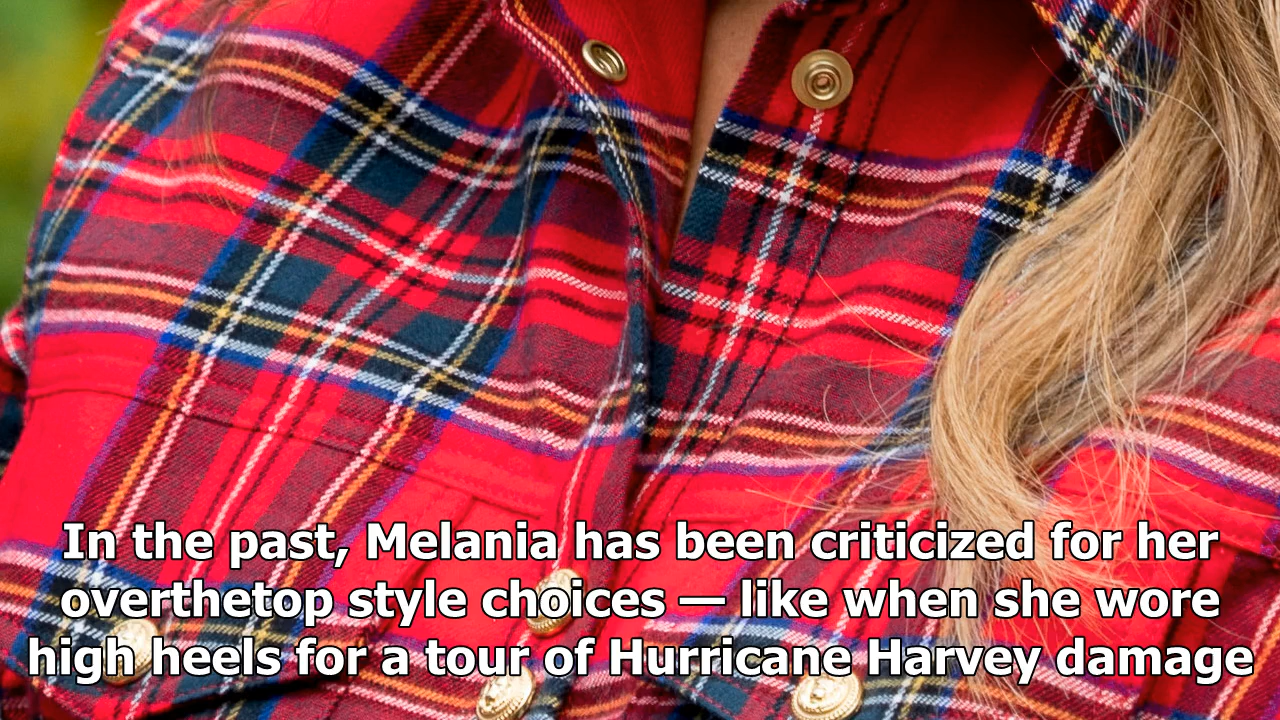 In the past, Melania has been criticized for her
overthetop style choices — like when she wore
high heels for a tour of Hurricane Harvey damage